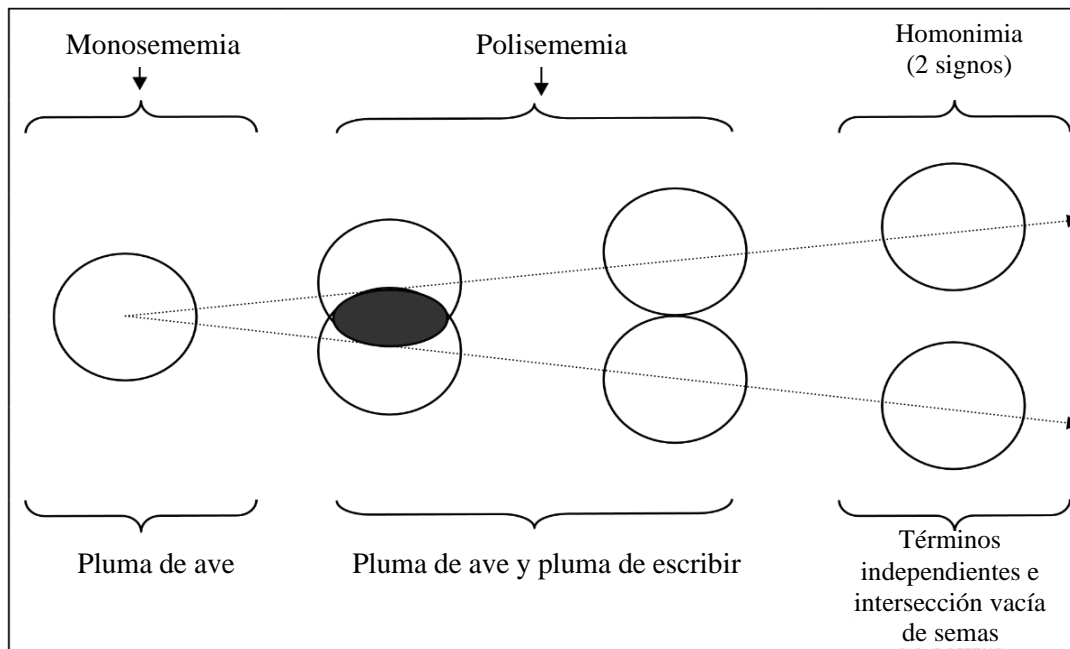 Monosememia
Polisememia
Homonimia
(2 signos)
Pluma de ave
Pluma de ave y pluma de escribir
Términos
independientes e
intersección vacía
de semas